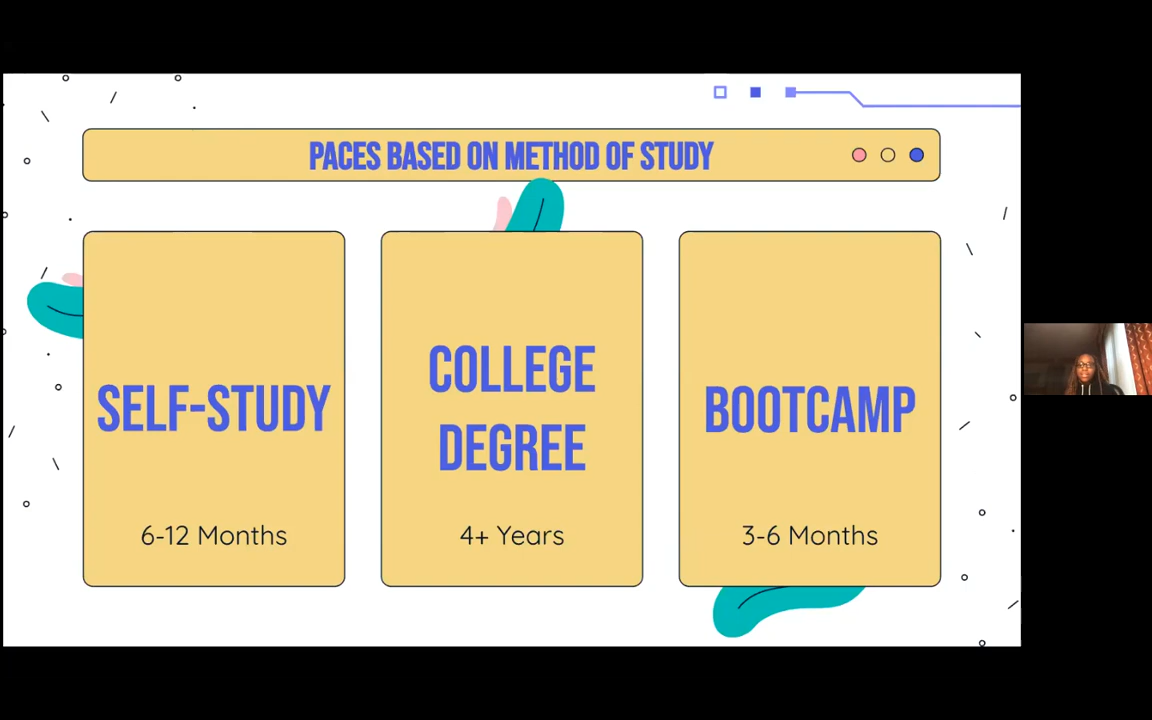 PACES BASED ON METHOD OF STUDY
SELF-STUDY
6-12 Months
COLLEGE
DEGREE
4+ Years
BOOTCAMP
3-6 Months